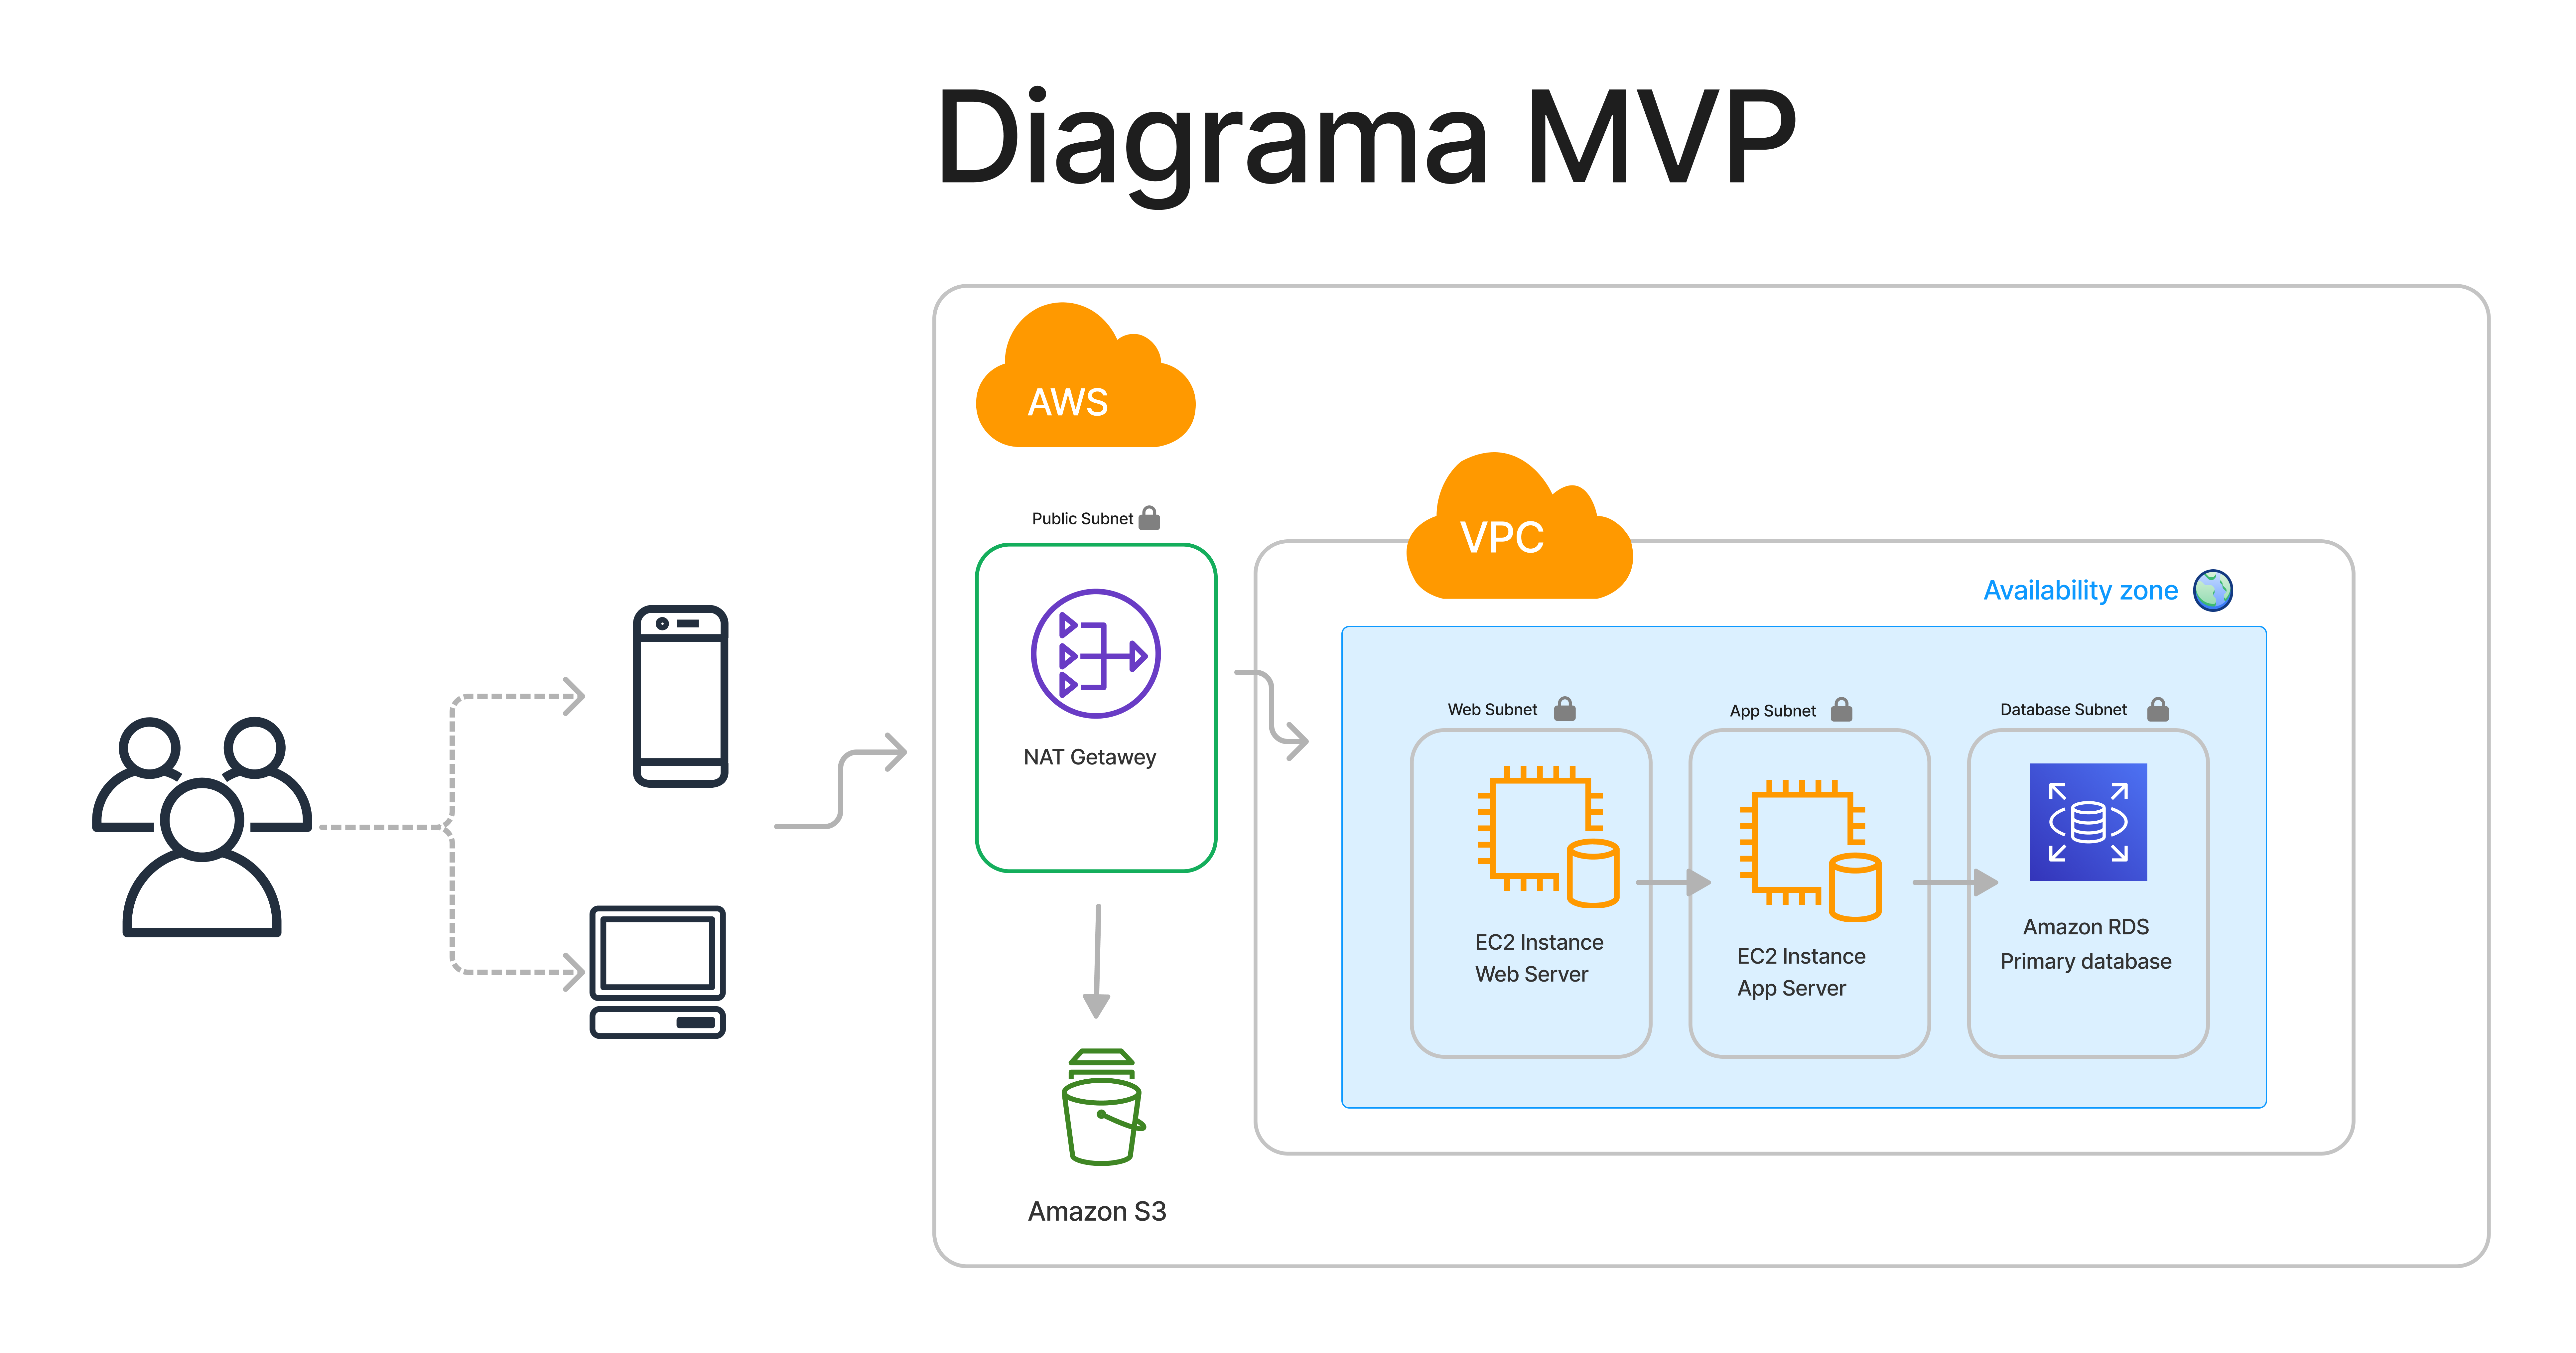 Diagrama MVP
AWS
VPC
Public Subnet
Availability zone
NAT Getawey
Web Subnet
App Subnet
Database Subnet
EC2 Instance
Web Server
EC2 Instance
App Server
Amazon RDS
Primary database
Amazon S3